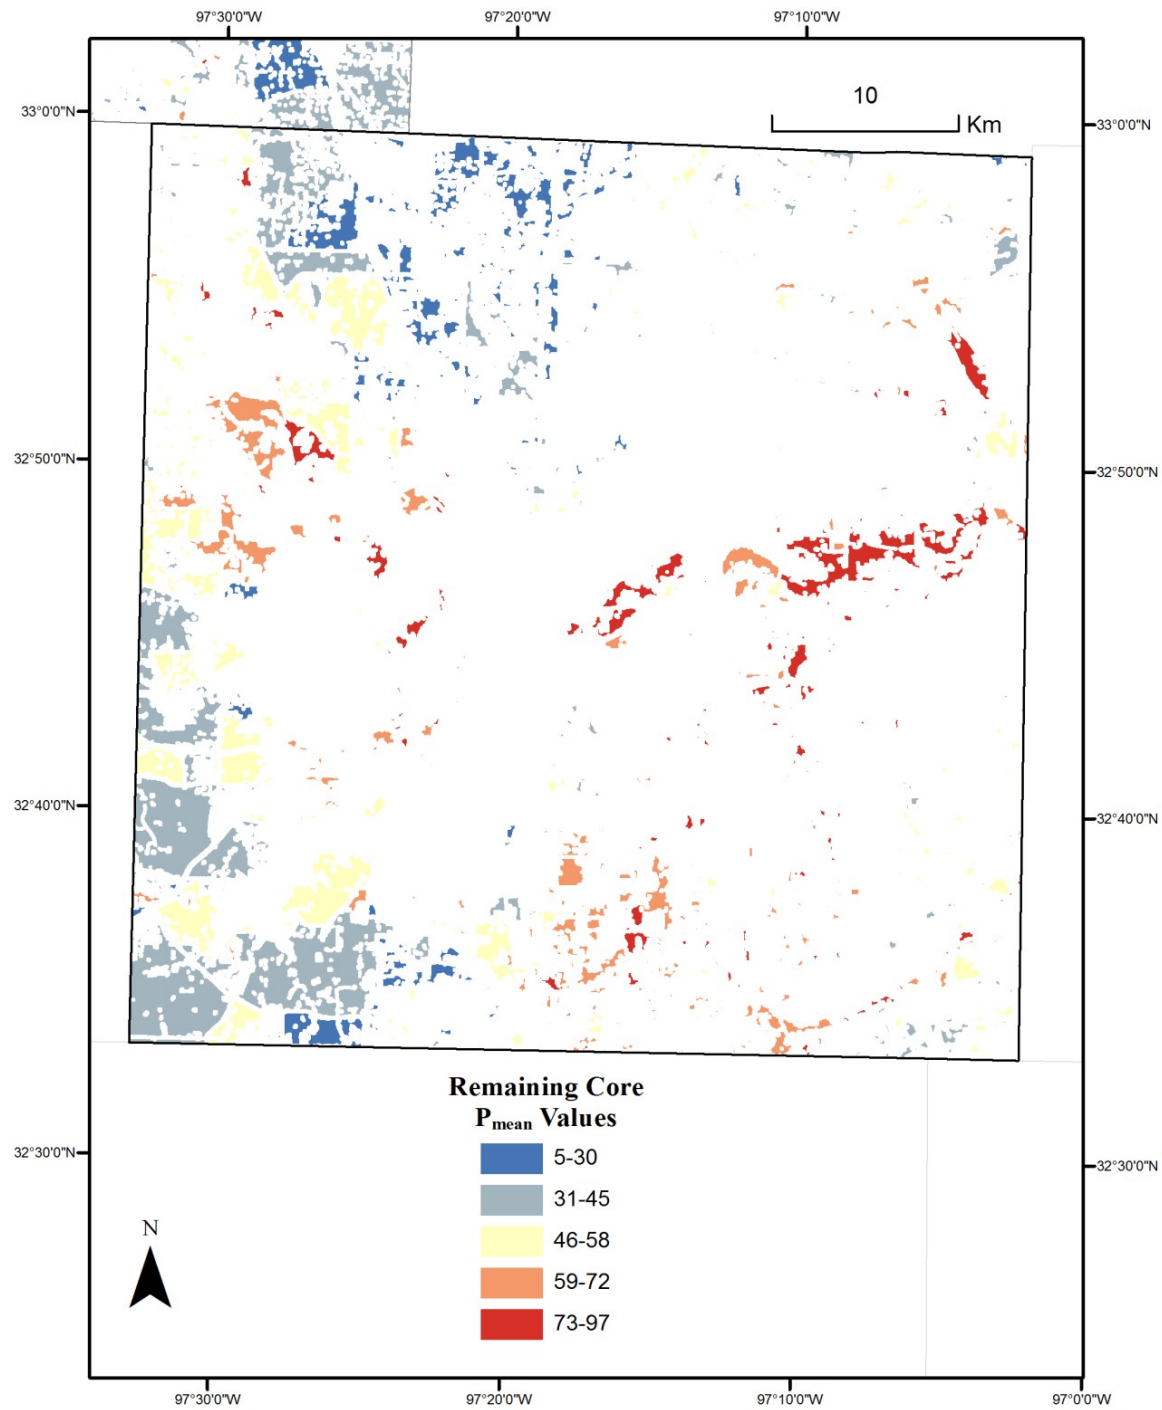 97°30'0"W 97°20'0"W 97°10'0"W
10
Km
33°0'0"N 33°0'0"N
32°50'0"N 32°50'0"N
32°40'0"N 32°40'0"N
Remaining Core
Pmean Values
5-30
32°30'0"N 32°30'0"N
31-45
46-58
N
59-72
73-97
97°30'0"W 97°20'0"W 97°10'0"W 97°0'0"W